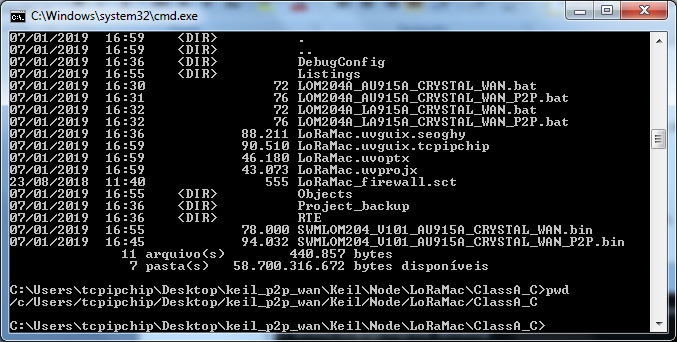 C:\Windows\system32\cmd.exe
07/01/2019  16:59    <DIR>          .
07/01/2019  16:59    <DIR>          ..
07/01/2019  16:36    <DIR>          DebugConfig
07/01/2019  16:55    <DIR>          Listings
07/01/2019  16:30                72 LOM204A_AU915A_CRYSTAL_WAN.bat
07/01/2019  16:31                76 LOM204A_AU915A_CRYSTAL_WAN_P2P.bat
07/01/2019  16:32                72 LOM204A_LA915A_CRYSTAL_WAN.bat
07/01/2019  16:32                76 LOM204A_LA915A_CRYSTAL_WAN_P2P.bat
07/01/2019  16:36            88.211 LoRaMac.uvguix.seoghy
07/01/2019  16:59            90.510 LoRaMac.uvguix.tcpipchip
07/01/2019  16:59            46.180 LoRaMac.uvoptx
07/01/2019  16:59            43.073 LoRaMac.uvprojx
23/08/2018  11:40               555 LoRaMac_firewall.sct
07/01/2019  16:55    <DIR>          Objects
07/01/2019  16:36    <DIR>          Project_backup
07/01/2019  16:36    <DIR>          RTE
07/01/2019  16:55            78.000 SWMLOM204_V101_AU915A_CRYSTAL_WAN.bin
07/01/2019  16:45            94.032 SWMLOM204_V101_AU915A_CRYSTAL_WAN_P2P.bin
11 arquivo(s)        440.857 bytes
7 pasta(s)   58.700.316.672 bytes disponíveis
C:\Users\tcpipchip\Desktop\keil_p2p_wan\Keil\Node\LoRaMac\ClassA_C>pwd
/c/Users/tcpipchip/Desktop/keil_p2p_wan/Keil/Node/LoRaMac/ClassA_C
C:\Users\tcpipchip\Desktop\keil_p2p_wan\Keil\Node\LoRaMac\ClassA_C>